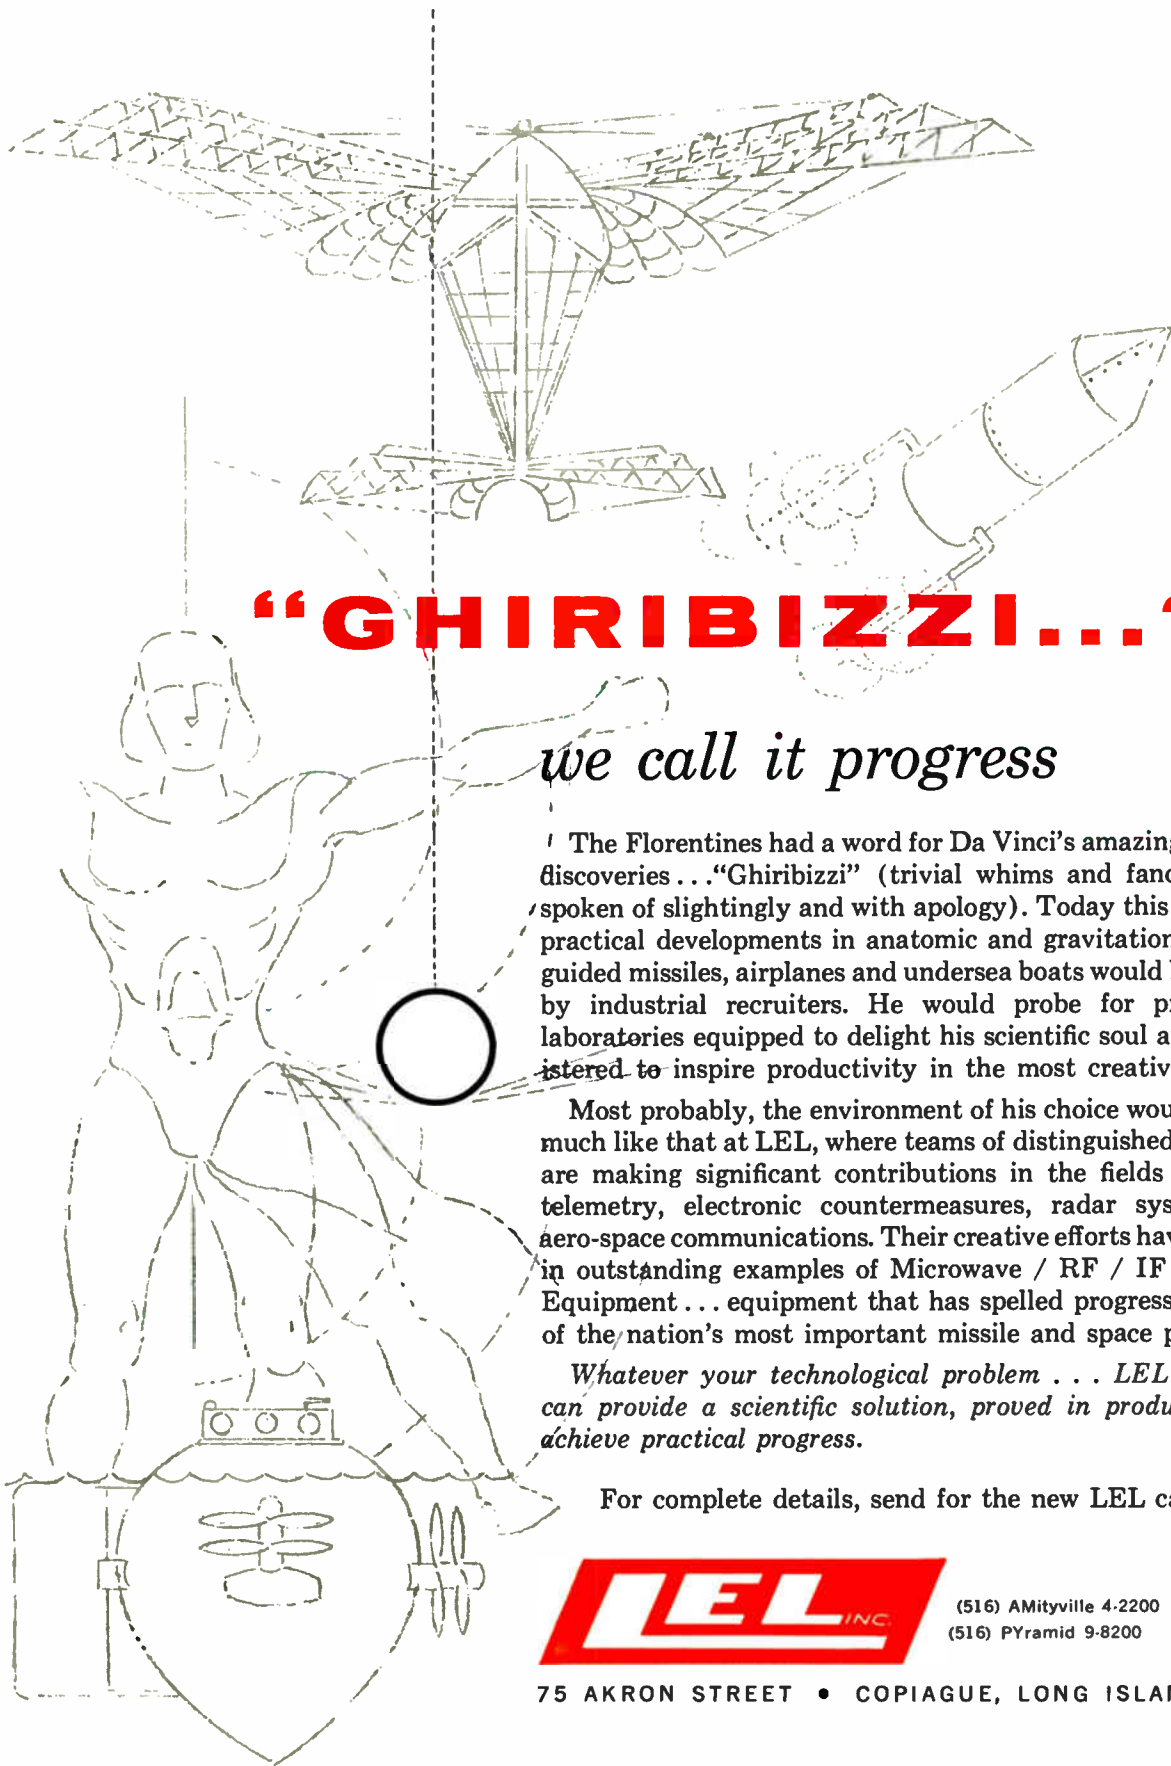 “GHIRIBIZZI...“
we call it progress
The Florentines had a word for Da Vinci’s amazing
discoveries...“Ghiribizzi” (trivial whims and fanc
spoken of slightingly and with apology). Today this
practical developments in anatomic and gravitation
guided missiles, airplanes and undersea boats would
by industrial recruiters. He would probe for pr
laboratories equipped to delight his scientific soul a
istered to inspire productivity in the most creativ
Most probably, the environment of his choice wou
much like that at LEL, where teams of distinguished
are making significant contributions in the fields
telemetry, electronic countermeasures, radar sys
aero-space communications. Their creative efforts hav
in outstanding examples of Microwave / RF / IF
Equipment... equipment that has spelled progress
of the nation’s most important missile and space p
Whatever your technological problem . . . LEL
can provide a scientific solution, proved in produ
achieve practical progress.
For complete details, send for the new LEL ca
LEL INC.
(516) AMityville 4-2200
(516) PYramid 9-8200
75 AKRON STREET • COPIAGUE, LONG ISLAN